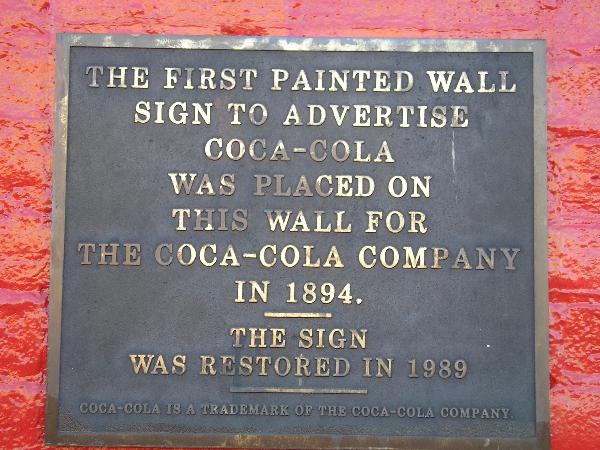 THE FIRST PAINTED WALL
SIGN TO ADVERTISE
COCA-COLA
WAS PLACED ON
THIS WALL FOR
THE COCA-COLA COMPANY
IN 1894.
THE SIGN
WAS RESTORED IN 1989
COCA-COLA IS A TRADEMARK OF THE COCA-COLA COMPANY.